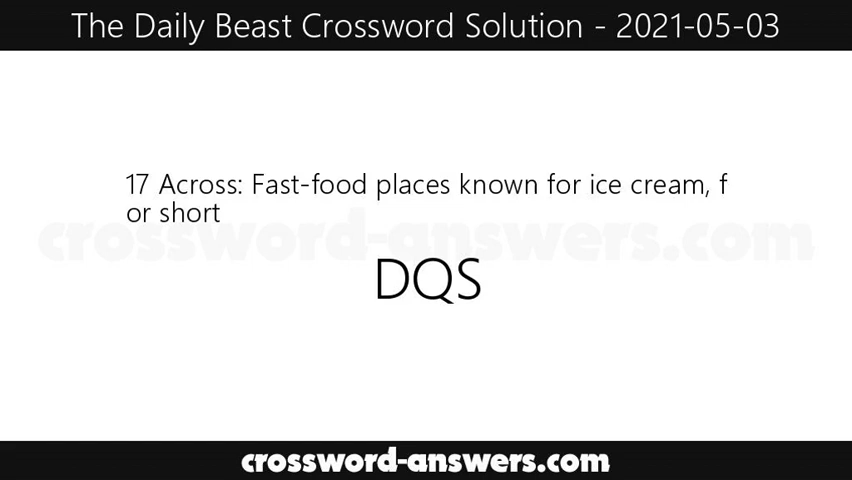 The Daily Beast Crossword Solution - 2021-05-03
17 Across: Fast-food places known for ice cream, f
or short
crossword-answers.com
DQS
crossword-answers.com